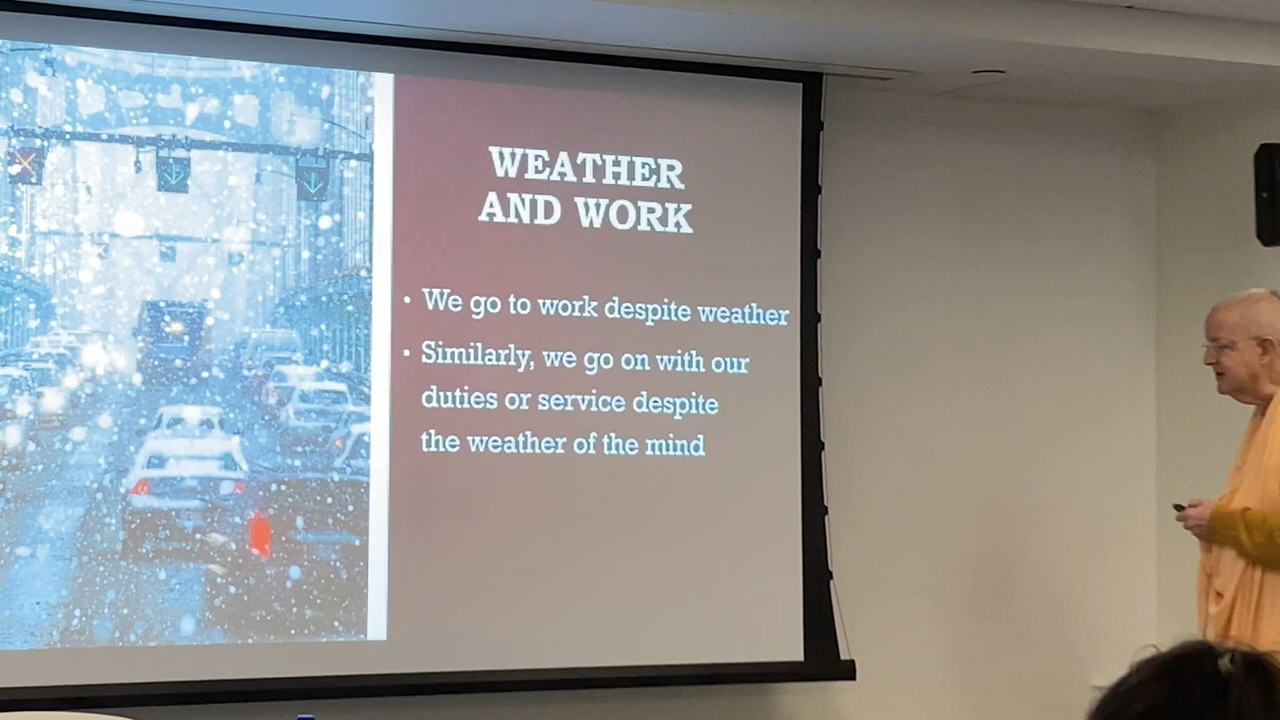 WEATHER
AND WORK
• We go to work despite weather
• Similarly, we go on with our
duties or service despite
the weather of the mind